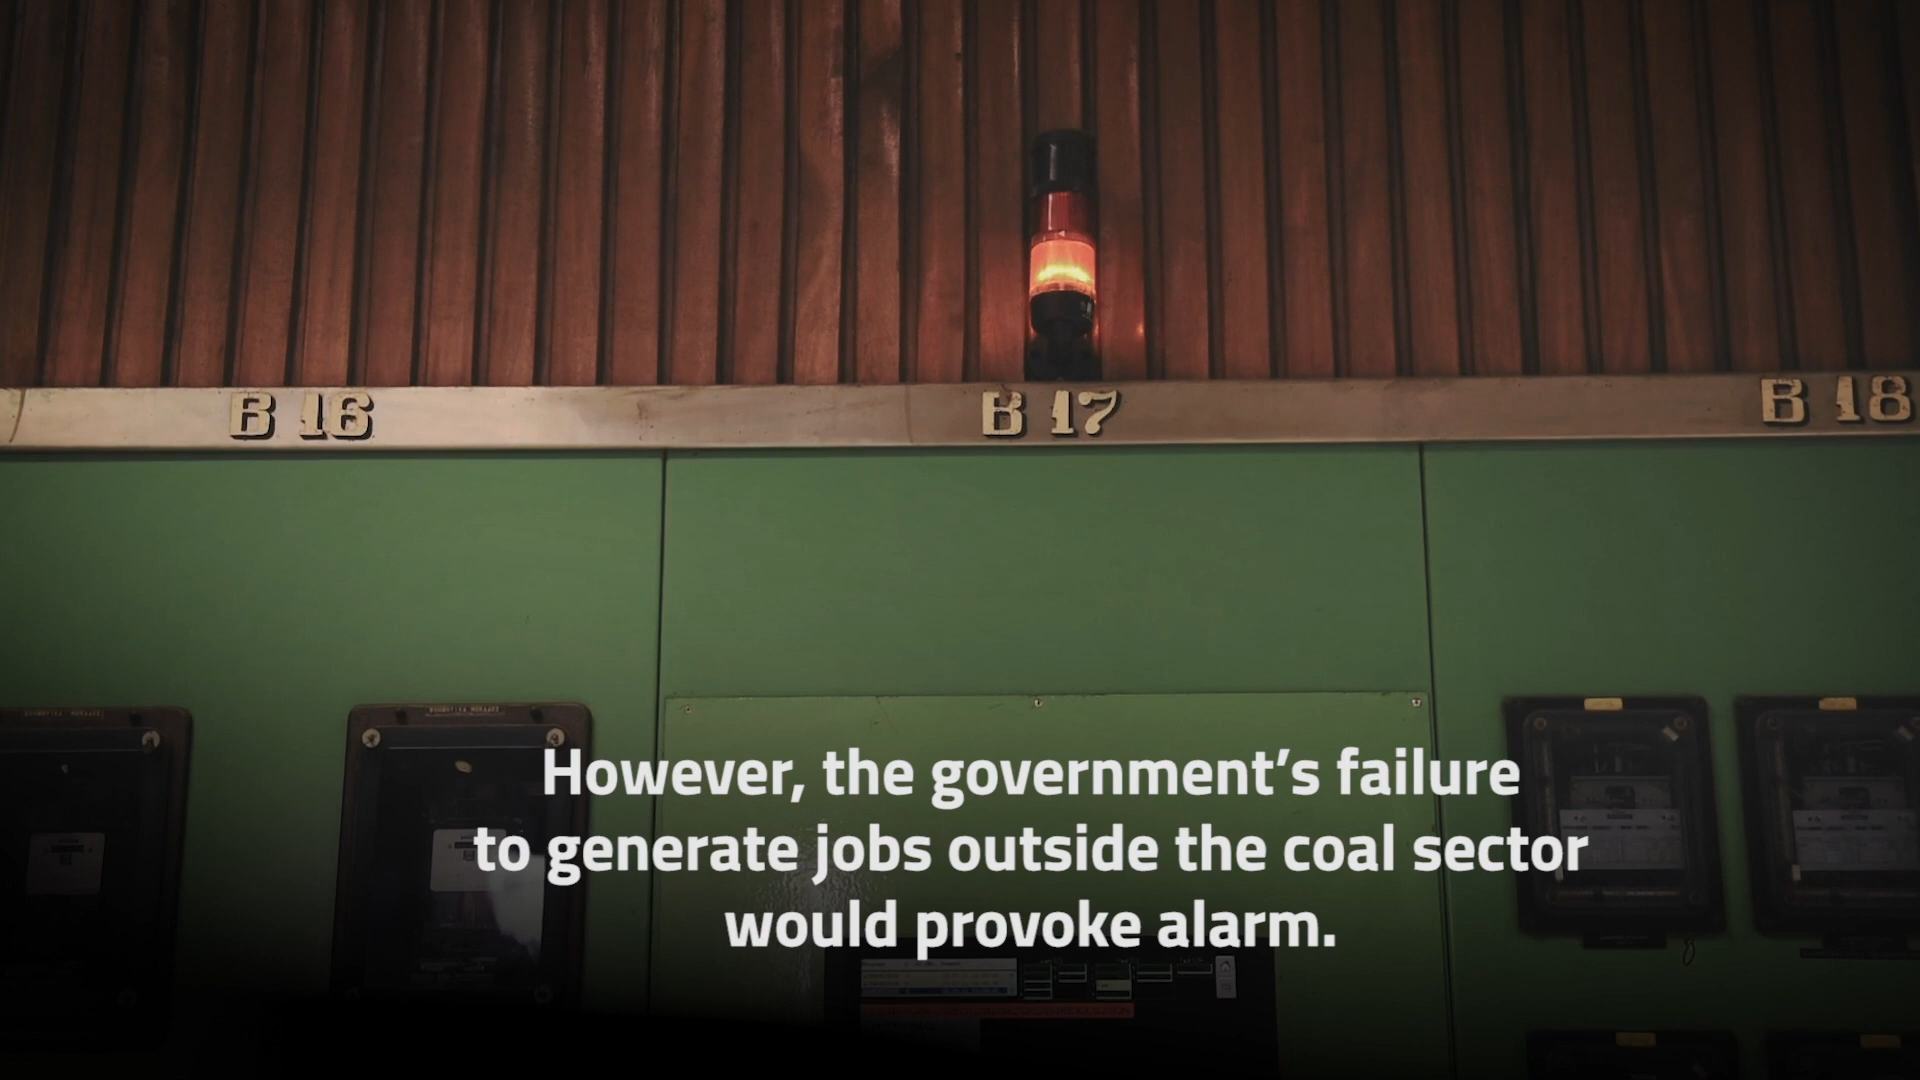 B 16
B 17
B 18
However, the government’s failure
to generate jobs outside the coal sector
would provoke alarm.